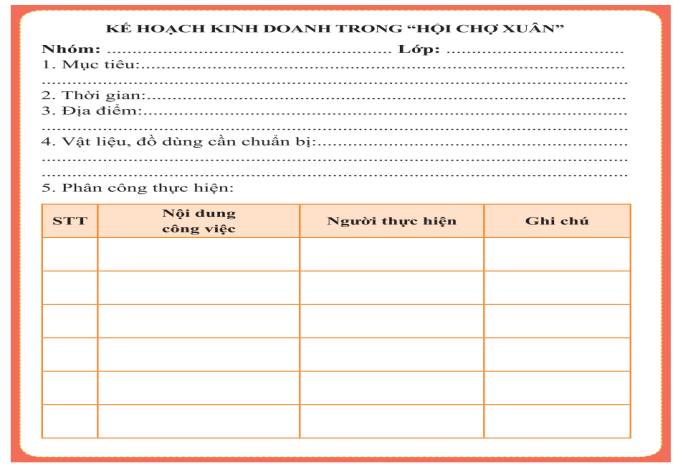 KẾ HOẠCH KINH DOANH TRONG “HỘI CHỢ XUÂN”
Nhóm: ........................................................ Lớp: ...................................
1. Mục tiêu:...............................................................................................
....................................................................................................................
2. Thời gian:..............................................................................................
3. Địa điểm:...............................................................................................
....................................................................................................................
4. Vật liệu, đồ dùng cần chuẩn bị:.............................................................
....................................................................................................................
....................................................................................................................
5. Phân công thực hiện:
STT Nội dung công việc Người thực hiện Ghi chú